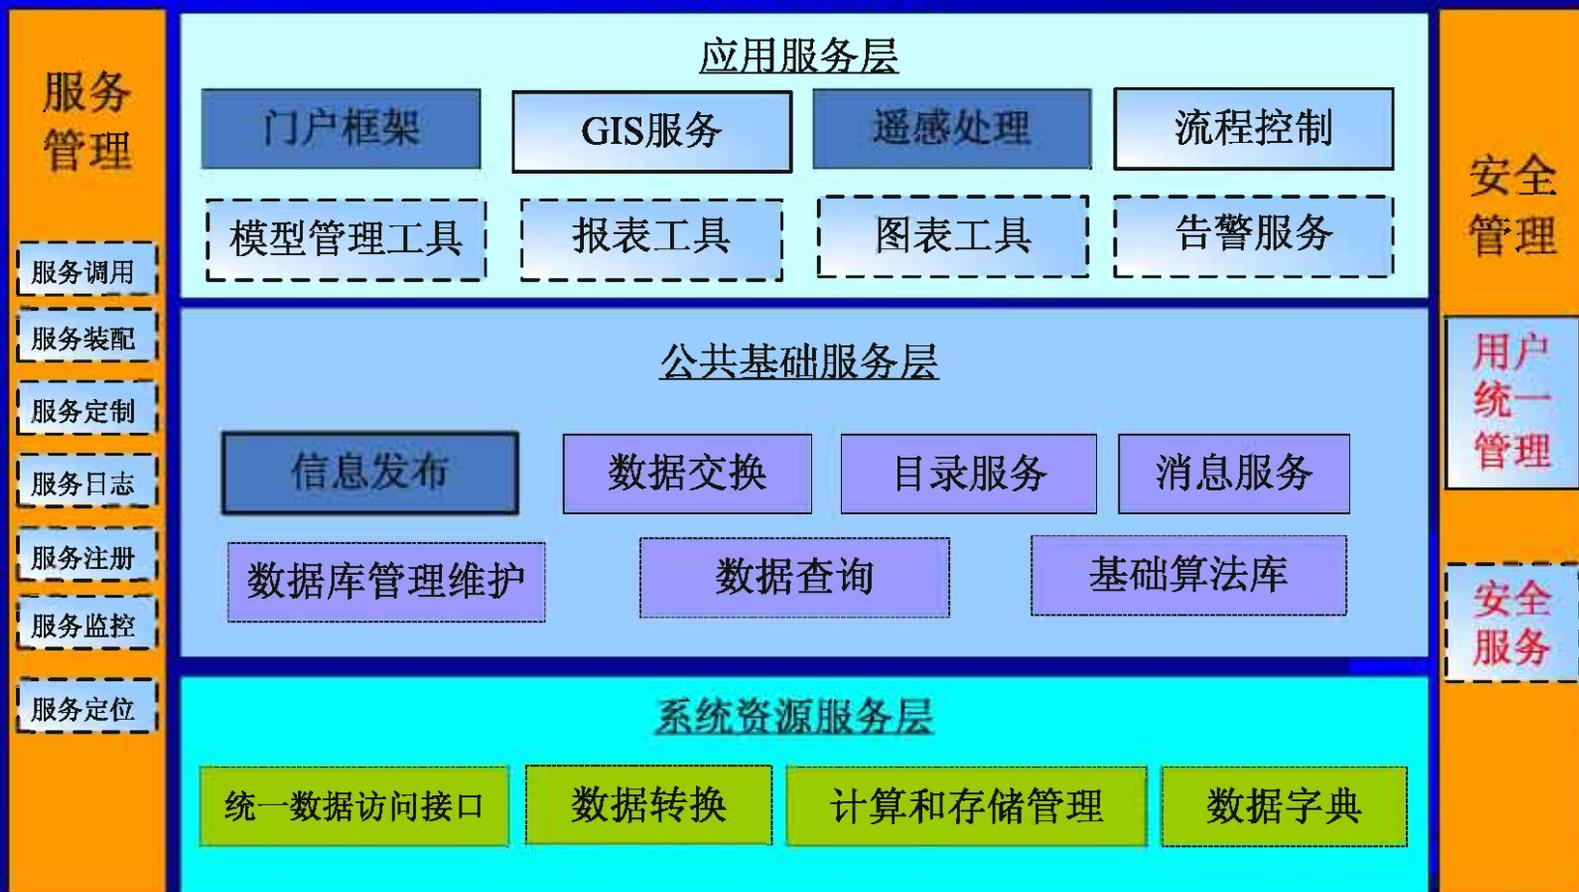 服务
管理
服务调用
服务装配
服务定制
服务日志
服务注册
服务监控
服务定位
应用服务层
门户框架
GIS服务
遥感处理
流程控制
模型管理工具
报表工具
图表工具
告警服务
公共基础服务层
信息发布
数据交换
目录服务
消息服务
数据库管理维护
数据查询
基础算法库
系统资源服务层
统一数据访问接口
数据转换
计算和存储管理
数据字典
安全
管理
用户
统一
管理
安全
服务